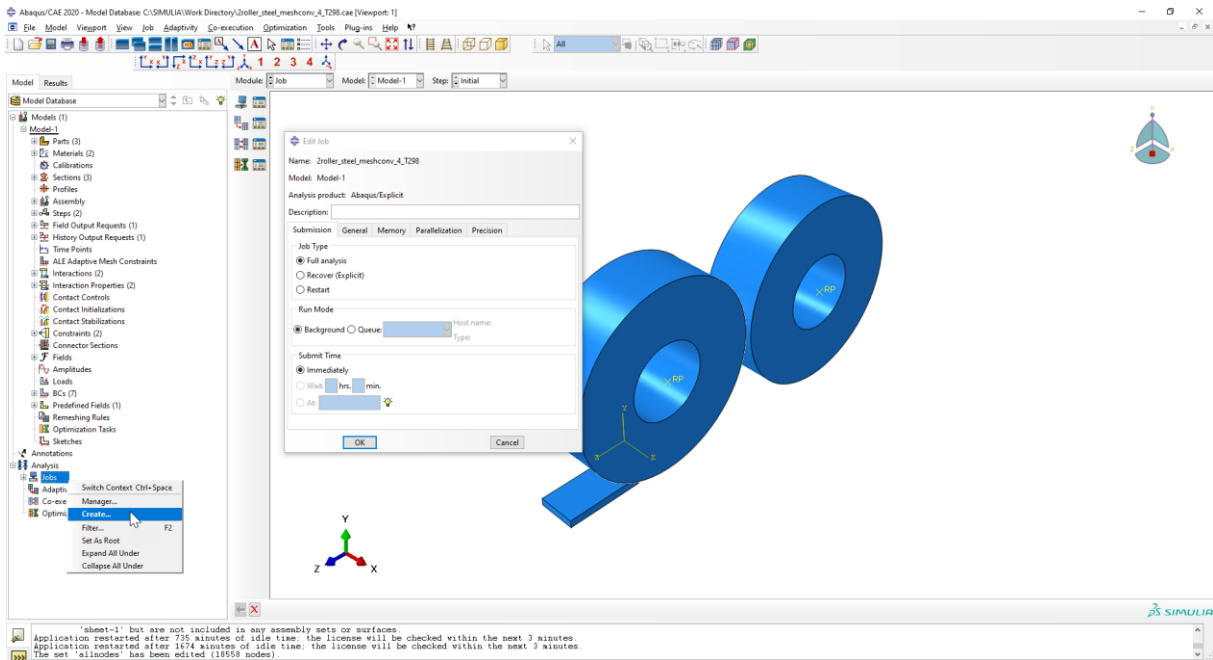 Abaqus/CAE 2020 - Model Database: C:\SIMULIA\Work Directory\2roller_steel_meshconv_4_T298.cae [Viewport: 1]
File Model Viewport View Job Adaptivity Co-execution Optimization Tools Plug-ins Help
All
1 2 3 4
Model Results
Module: Job Model: Model-1 Step: Initial
Model Database
Models (1)
Model-1
Parts (3)
Materials (2)
Calibrations
Sections (3)
Profiles
Assembly
Steps (2)
Field Output Requests (1)
History Output Requests (1)
Time Points
ALE Adaptive Mesh Constraints
Interactions (2)
Interaction Properties (2)
Contact Controls
Contact Initializations
Contact Stabilizations
Constraints (2)
Connector Sections
Fields
Amplitudes
Loads
BCs (7)
Predefined Fields (1)
Remeshing Rules
Optimization Tasks
Sketches
Annotations
Analysis
Jobs
Adaptiv
Co-exe
Optimi
Switch Context Ctrl+Space
Manager...
Create...
Filter... F2
Set As Root
Expand All Under
Collapse All Under
Edit Job
Name: 2roller_steel_meshconv_4_T298
Model: Model-1
Analysis product: Abaqus/Explicit
Description:
Submission General Memory Parallelization Precision
Job Type
Full analysis
Recover (Explicit)
Restart
Run Mode
Background Queue: Host name:
Type:
Submit Time
Immediately
Wait: hrs. min.
At:
OK Cancel
RP
RP
Y
Z X
Y
Z X
Y
Z X
SIMULIA
'sheet-1' but are not included in any assembly sets or surfaces.
Application restarted after 735 minutes of idle time; the license will be checked within the next 3 minutes.
Application restarted after 1674 minutes of idle time; the license will be checked within the next 3 minutes.
The set 'allnodes' has been edited (18558 nodes).